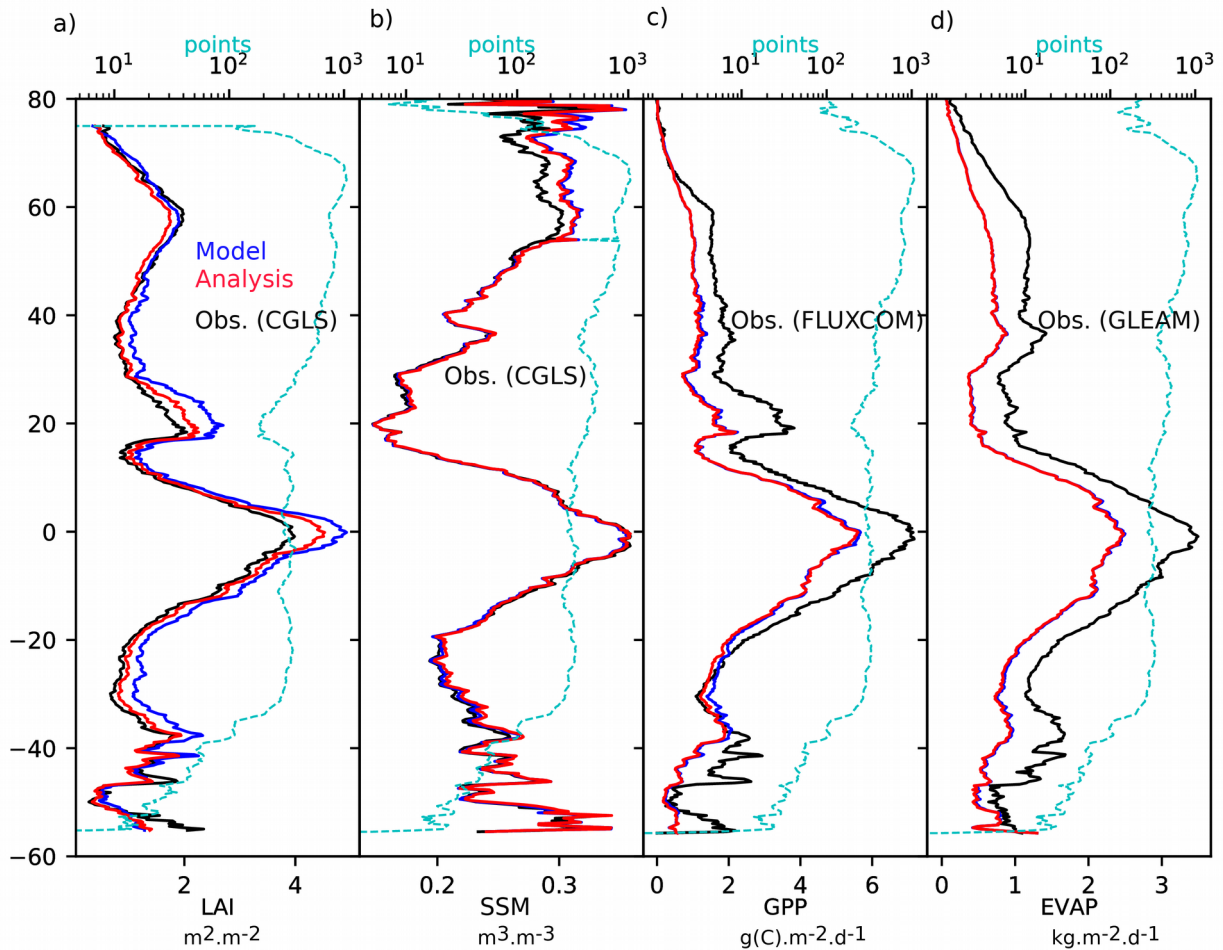 a) b) c) d)
points points points points
10¹ 10² 10³ 10¹ 10² 10³ 10¹ 10² 10³ 10¹ 10² 10³
80
60
Model
Analysis
40
Obs. (CGLS) Obs. (FLUXCOM) Obs. (GLEAM)
Obs. (CGLS)
20
0
−20
−40
−60
2 4 0.2 0.3 0 2 4 6 0 1 2 3
LAI SSM GPP EVAP
m².m⁻² m³.m⁻³ g(C).m⁻².d⁻¹ kg.m⁻².d⁻¹